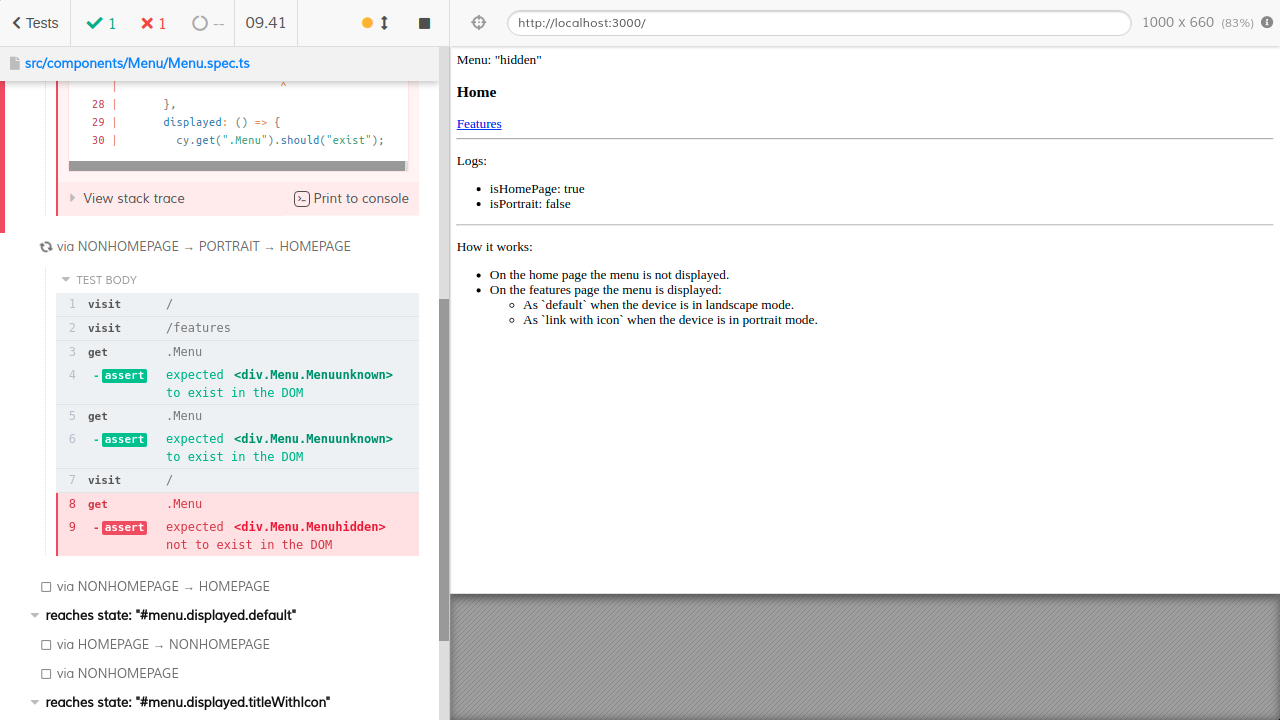 Tests 1 1 -- 09.41
src/components/Menu/Menu.spec.ts
| ^
28 | },
29 | displayed: () => {
30 | cy.get(".Menu").should("exist");
View stack trace Print to console
via NONHOMEPAGE → PORTRAIT → HOMEPAGE
TEST BODY
1 visit /
2 visit /features
3 get .Menu
4 - assert expected <div.Menu.Menuunknown>
to exist in the DOM
5 get .Menu
6 - assert expected <div.Menu.Menuunknown>
to exist in the DOM
7 visit /
8 get .Menu
9 - assert expected <div.Menu.Menuhidden>
not to exist in the DOM
via NONHOMEPAGE → HOMEPAGE
reaches state: "#menu.displayed.default"
via HOMEPAGE → NONHOMEPAGE
via NONHOMEPAGE
reaches state: "#menu.displayed.titleWithIcon"
http://localhost:3000/ 1000 x 660 (83%)
Menu: "hidden"
Home
Features
Logs:
• isHomePage: true
• isPortrait: false
How it works:
• On the home page the menu is not displayed.
• On the features page the menu is displayed:
◦ As `default` when the device is in landscape mode.
◦ As `link with icon` when the device is in portrait mode.